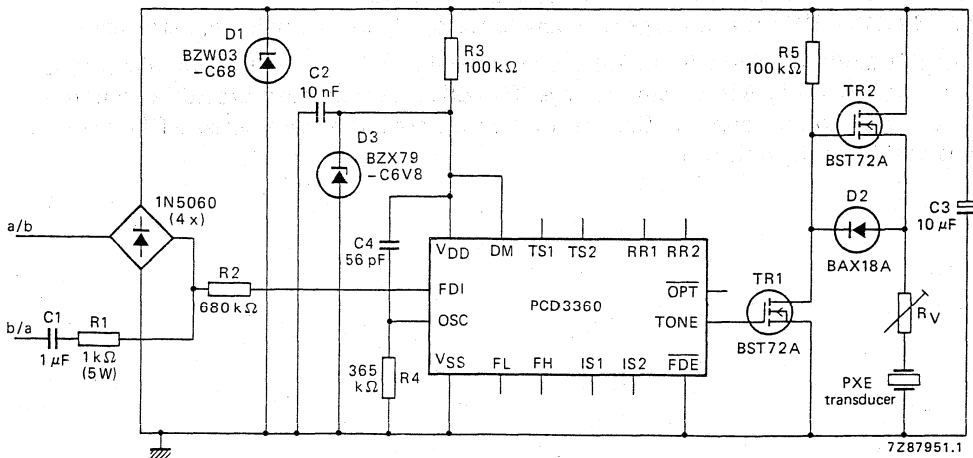 D1
BZW03
-C68
C2
10 nF
D3
BZX79
-C6V8
R3
100 kΩ
R5
100 kΩ
TR2
BST72A
1N5060
(4 x)
a/b
C4
56 pF
D2
BAX18A
C3
10 μF
R2
680 kΩ
b/a
C1
1 μF
R1
1 kΩ
(5W)
365
kΩ
R4
VDD
DM
TS1
TS2
RR1
RR2
FDI
OSC
PCD3360
OPT
TONE
VSS
FL
FH
IS1
IS2
FDE
TR1
BST72A
RV
PXE
transducer
7Z87951.1